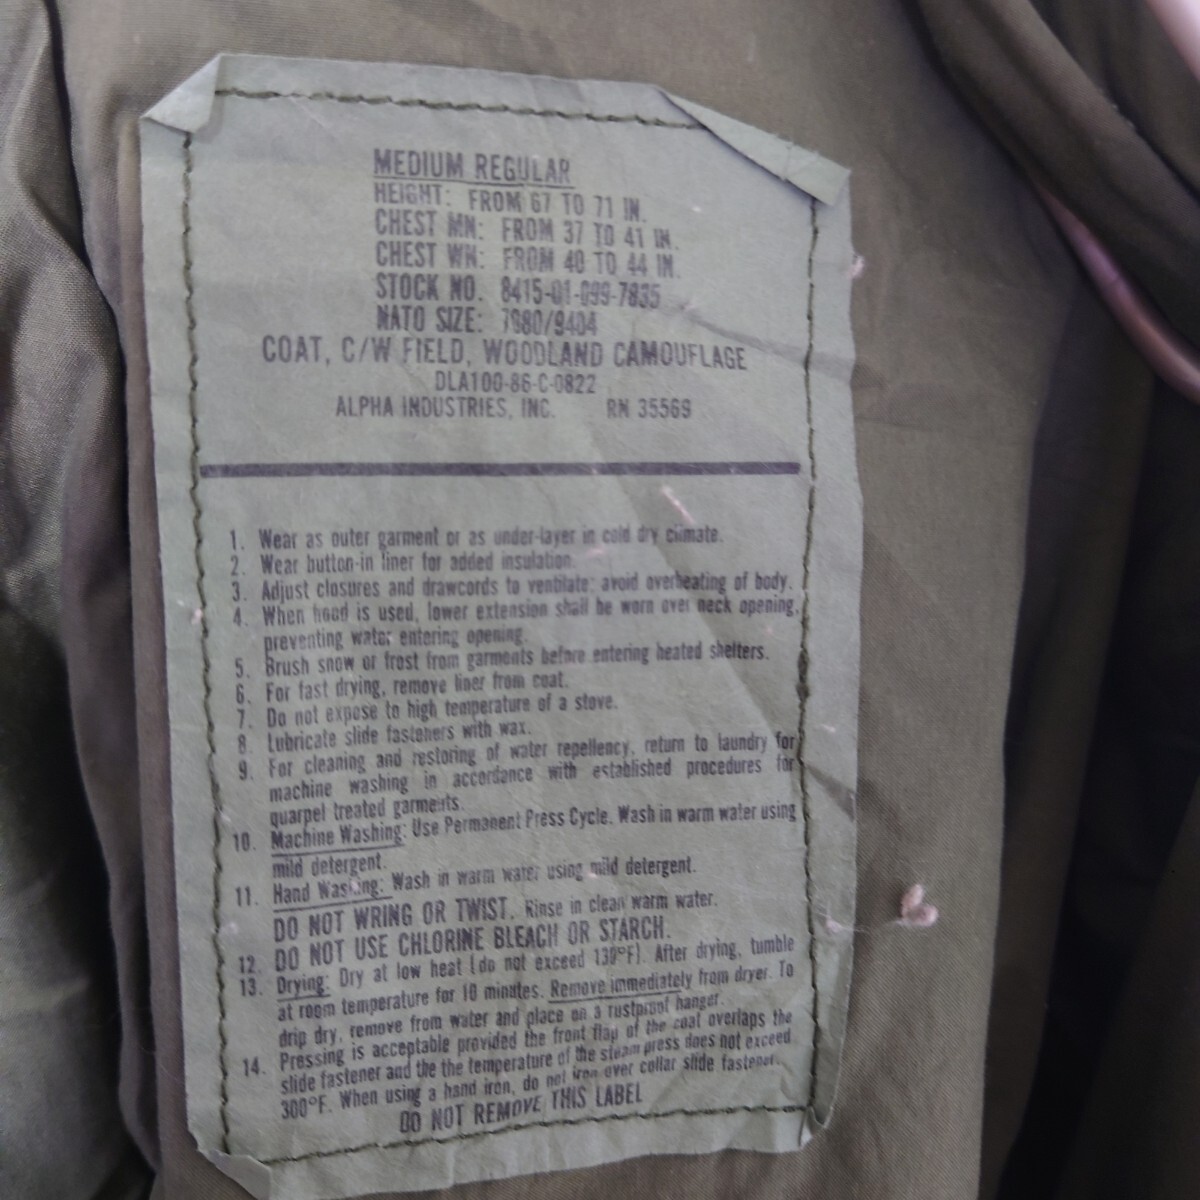 MEDIUM REGULAR
HEIGHT: FROM 67 TO 71 IN.
CHEST MN: FROM 37 TO 41 IN.
CHEST WN: FROM 40 TO 44 IN.
STOCK NO. 8415-01-099-7835
NATO SIZE: 7080/9404
COAT, C/W FIELD, WOODLAND CAMOUFLAGE
DLA100-86-C-0822
ALPHA INDUSTRIES, INC. RN 35569
1. Wear as outer garment or as under-layer in cold dry climate.
2. Wear button-in liner for added insulation.
3. Adjust closures and drawcords to ventilate: avoid overheating of body.
4. When hood is used, lower extension shall be worn over neck opening,
preventing water entering opening.
5. Brush snow or frost from garments before entering heated shelters.
6. For fast drying, remove liner from coat.
7. Do not expose to high temperature of a stove.
8. Lubricate slide fasteners with wax.
9. For cleaning and restoring of water repellency, return to laundry for
machine washing in accordance with established procedures for
quarpel treated garments.
10. Machine Washing: Use Permanent Press Cycle. Wash in warm water using
mild detergent.
11. Hand Washing: Wash in warm water using mild detergent.
DO NOT WRING OR TWIST. Rinse in clean warm water.
12. DO NOT USE CHLORINE BLEACH OR STARCH.
13. Drying: Dry at low heat (do not exceed 130°F). After drying, tumble
at room temperature for 10 minutes. Remove immediately from dryer. To
drip dry, remove from water and place on a rustproof hanger.
14. Pressing is acceptable provided the front flap of the coat overlaps the
slide fastener and the the temperature of the steam press does not exceed
300°F. When using a hand iron, do not iron over collar slide fastener.
DO NOT REMOVE THIS LABEL